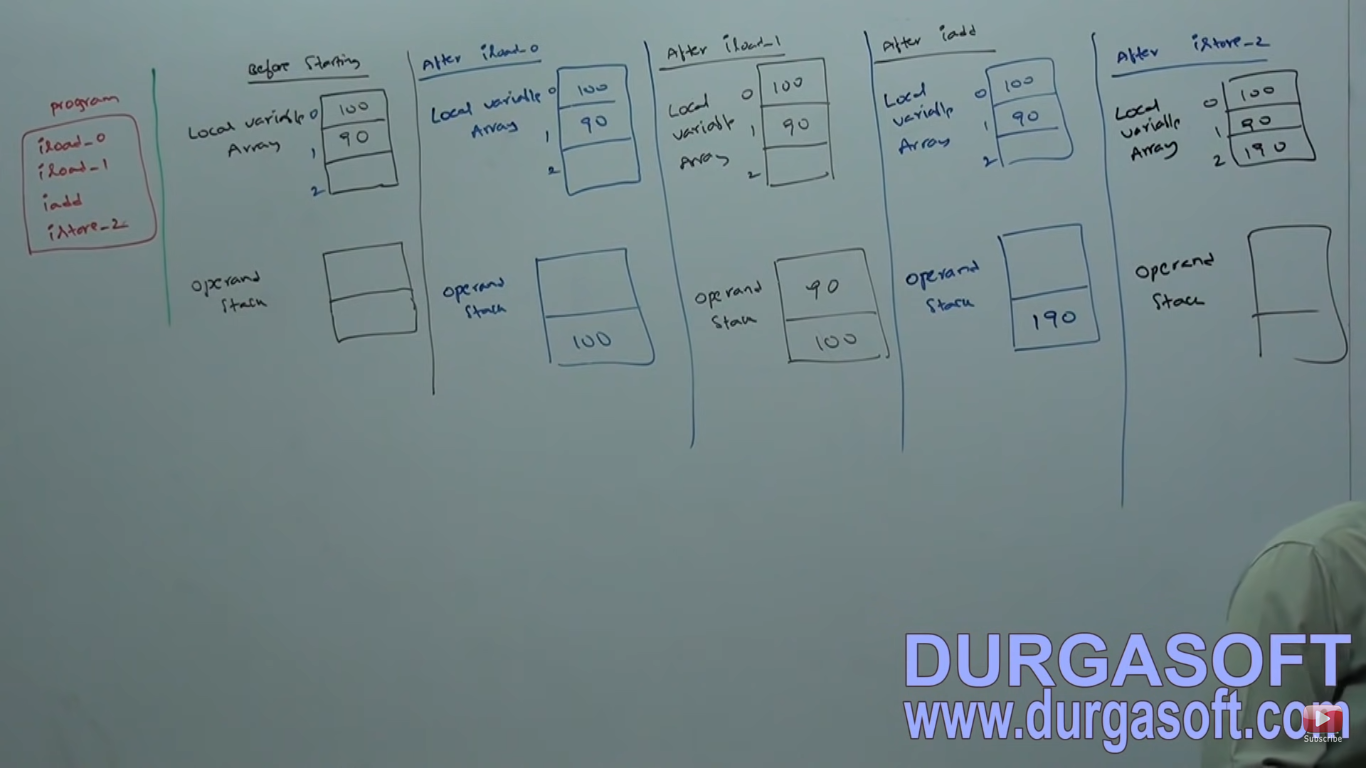 program
iload_0
iload_1
iadd
istore_2
Before Starting
Local variable 0 100
Array 1 90
2
Operand
Stack
After iload_0
Local variable 0 100
Array 1 90
2
Operand
Stack
100
After iload_1
Local 0 100
variable 1 90
Array 2
Operand 90
Stack 100
After iadd
Local 0 100
variable 1 90
Array 2
Operand
Stack 190
After istore_2
Local 0 100
variable 1 90
Array 2 190
Operand
Stack
DURGASOFT
www.durgasoft.com
Subscribe